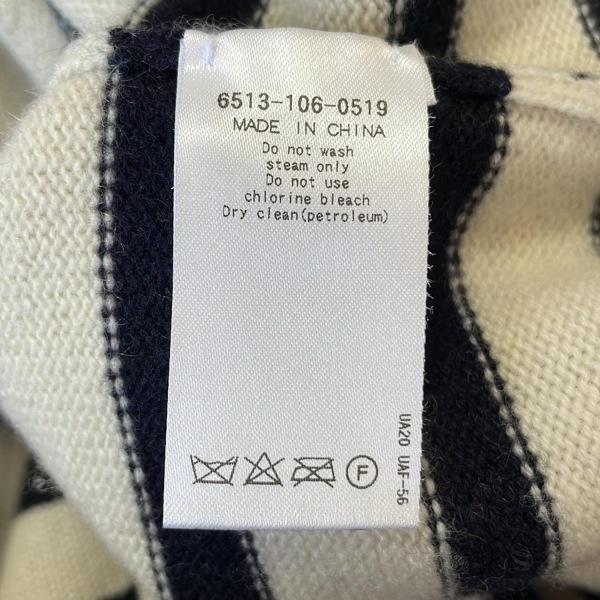 6513-106-0519
MADE IN CHINA
Do not wash
steam only
Do not use
chlorine bleach
Dry clean(petroleum)
UA20 UAF-56
F